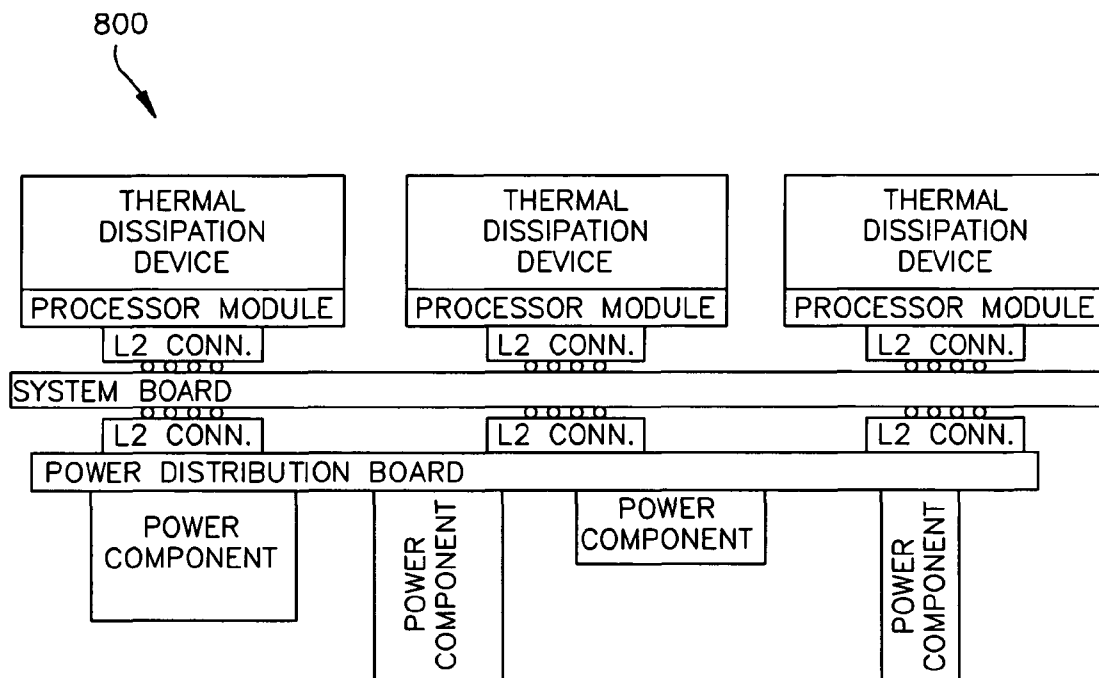 800
THERMAL
DISSIPATION
DEVICE
THERMAL
DISSIPATION
DEVICE
THERMAL
DISSIPATION
DEVICE
PROCESSOR MODULE
PROCESSOR MODULE
PROCESSOR MODULE
L2 CONN.
L2 CONN.
L2 CONN.
SYSTEM BOARD
L2 CONN.
L2 CONN.
L2 CONN.
POWER DISTRIBUTION BOARD
POWER
COMPONENT
POWER
COMPONENT
POWER
COMPONENT
POWER
COMPONENT